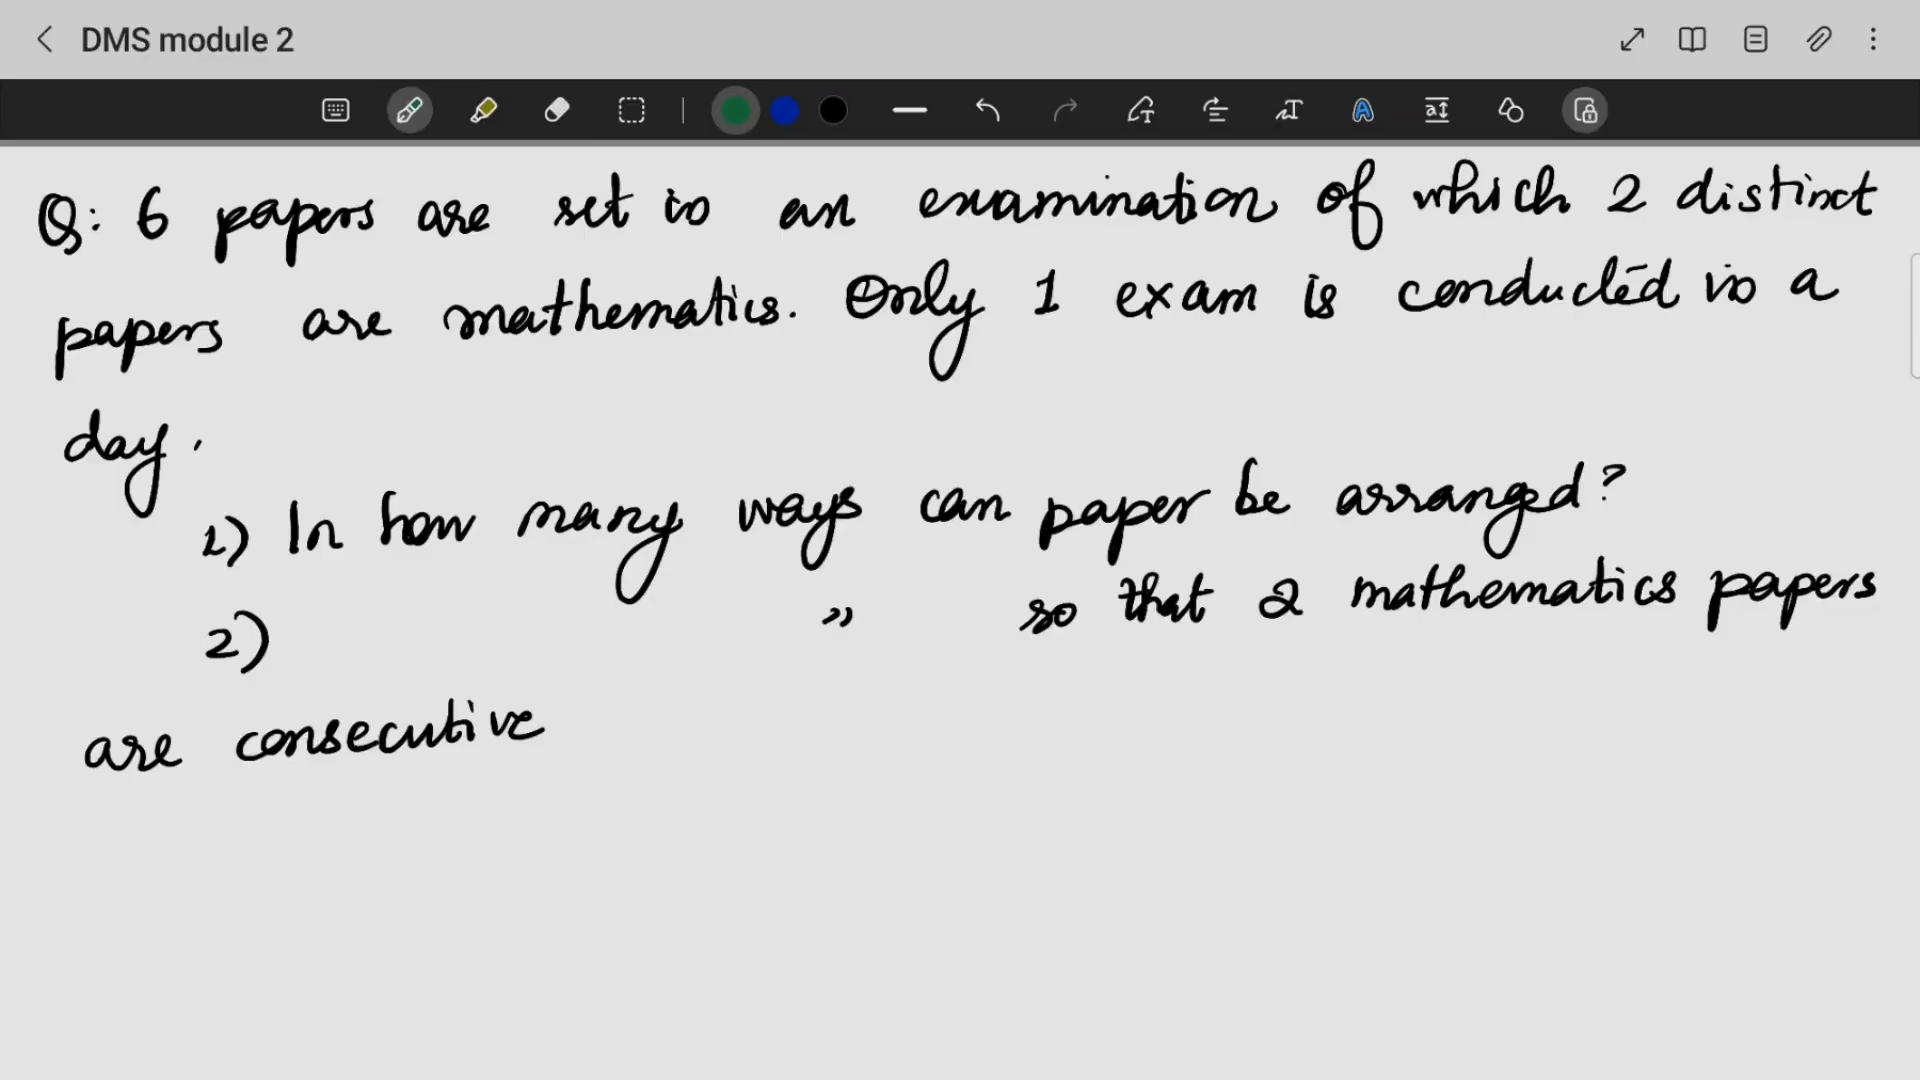 DMS module 2
Q: 6 papers are set in an examination of which 2 distinct
papers are mathematics. Only 1 exam is conducted in a
day.
1) In how many ways can paper be arranged?
2) " so that 2 mathematics papers
are consecutive